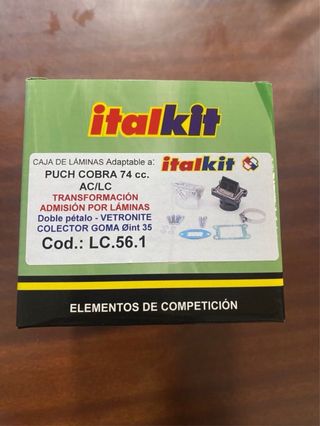 italkit
CAJA DE LÁMINAS Adaptable a:
italkit
PUCH COBRA 74 cc.
AC/LC
TRANSFORMACIÓN
ADMISIÓN POR LÁMINAS
Doble pétalo - VETRONITE
COLECTOR GOMA Øint 35
Cod.: LC.56.1
ELEMENTOS DE COMPETICIÓN